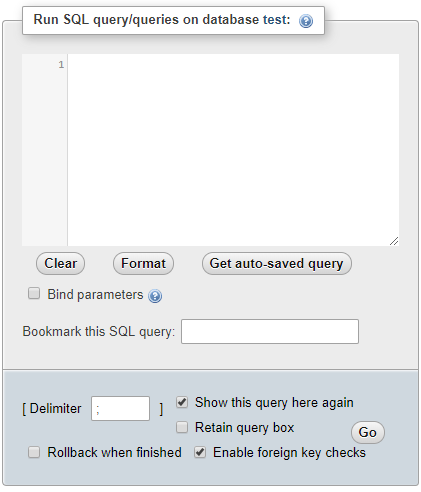 Run SQL query/queries on database test:
1
Clear Format Get auto-saved query
Bind parameters
Bookmark this SQL query:
[ Delimiter ; ] Show this query here again
Retain query box
Go
Rollback when finished Enable foreign key checks